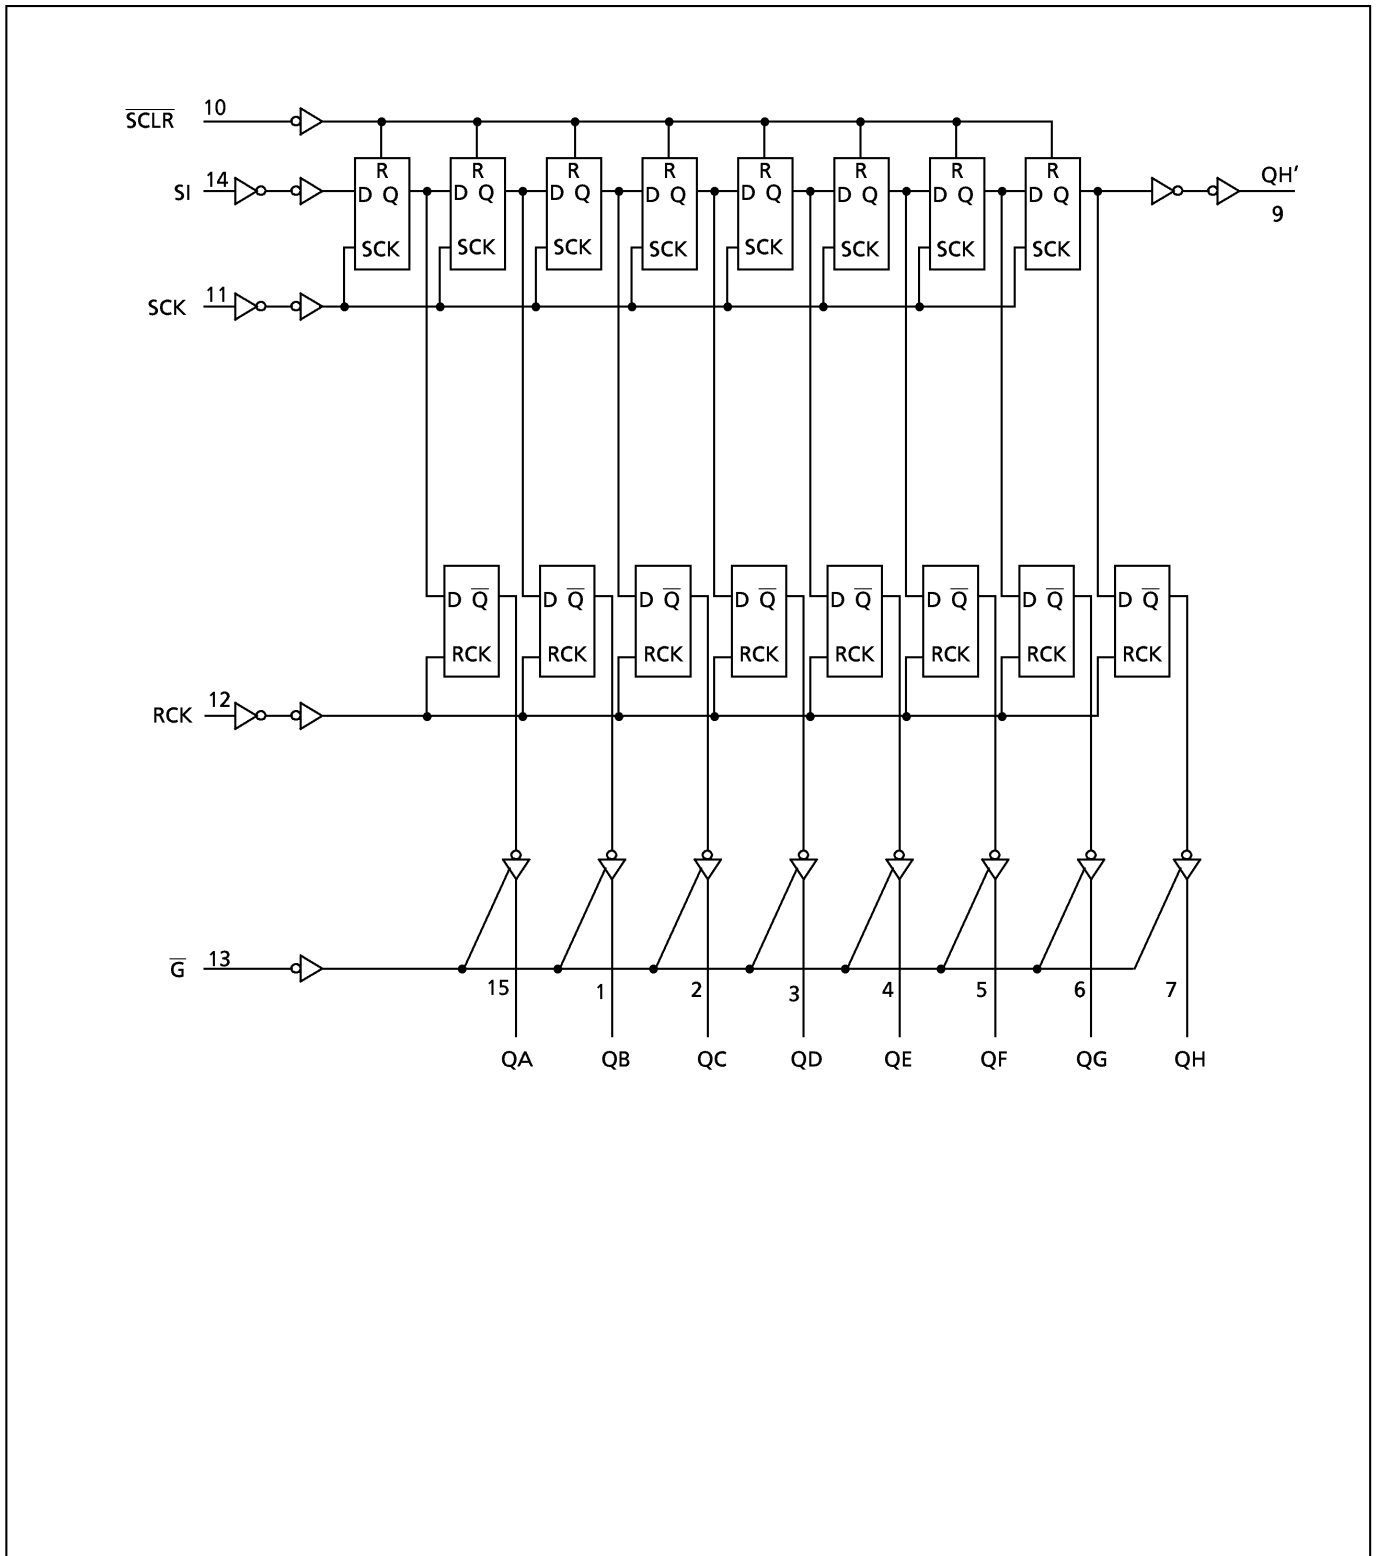 S̅C̅L̅R̅ 10
R R R R R R R R
SI 14 D Q D Q D Q D Q D Q D Q D Q D Q QH’
9
SCK SCK SCK SCK SCK SCK SCK SCK
SCK 11
D Q̅ D Q̅ D Q̅ D Q̅ D Q̅ D Q̅ D Q̅ D Q̅
RCK RCK RCK RCK RCK RCK RCK RCK
RCK 12
G̅ 13
15 1 2 3 4 5 6 7
QA QB QC QD QE QF QG QH